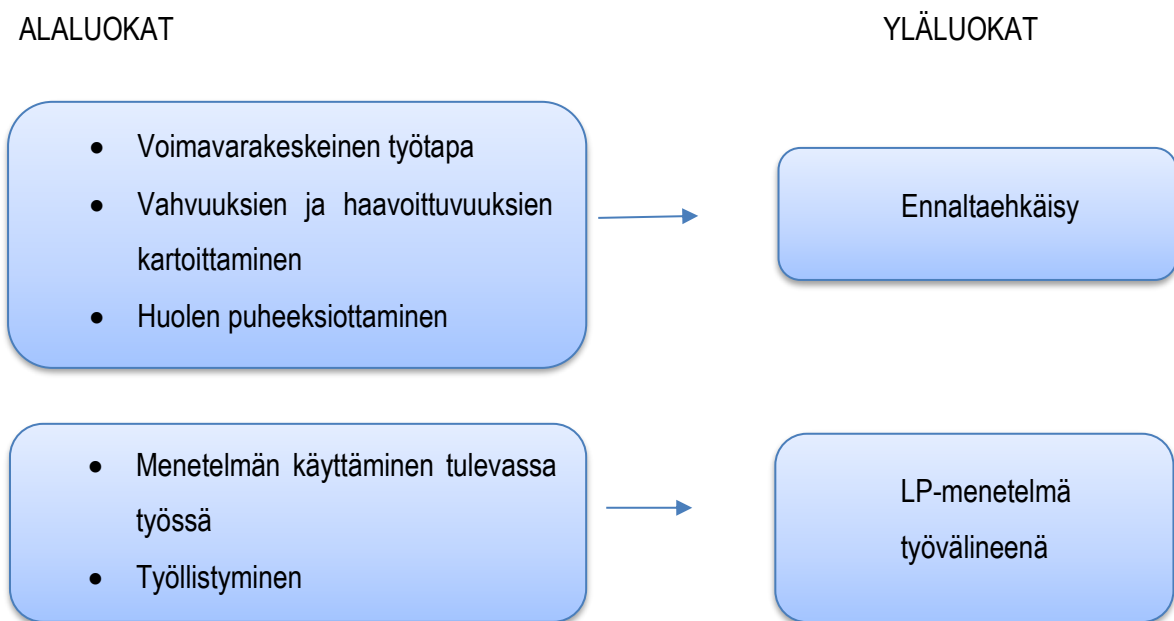 ALALUOKAT
YLÄLUOKAT
• Voimavarakeskeinen työtapa
• Vahvuuksien ja haavoittuvuuksien
kartoittaminen
• Huolen puheeksiottaminen
Ennaltaehkäisy
• Menetelmän käyttäminen tulevassa
työssä
• Työllistyminen
LP-menetelmä
työvälineenä